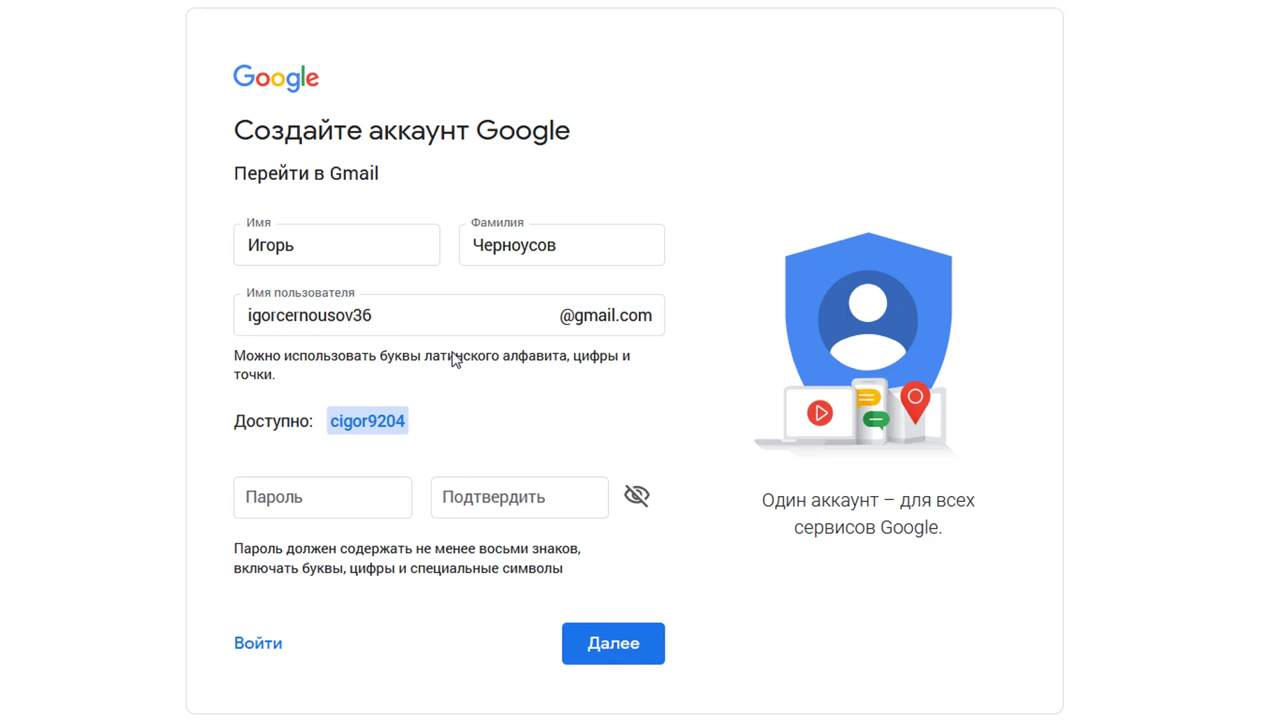 Google
Создайте аккаунт Google
Перейти в Gmail
Имя
Фамилия
Игорь
Черноусов
Имя пользователя
igorcernousov36
@gmail.com
Можно использовать буквы латинского алфавита, цифры и
точки.
Доступно: cigor9204
Пароль
Подтвердить
Пароль должен содержать не менее восьми знаков,
включать буквы, цифры и специальные символы
Войти
Далее
Один аккаунт – для всех
сервисов Google.